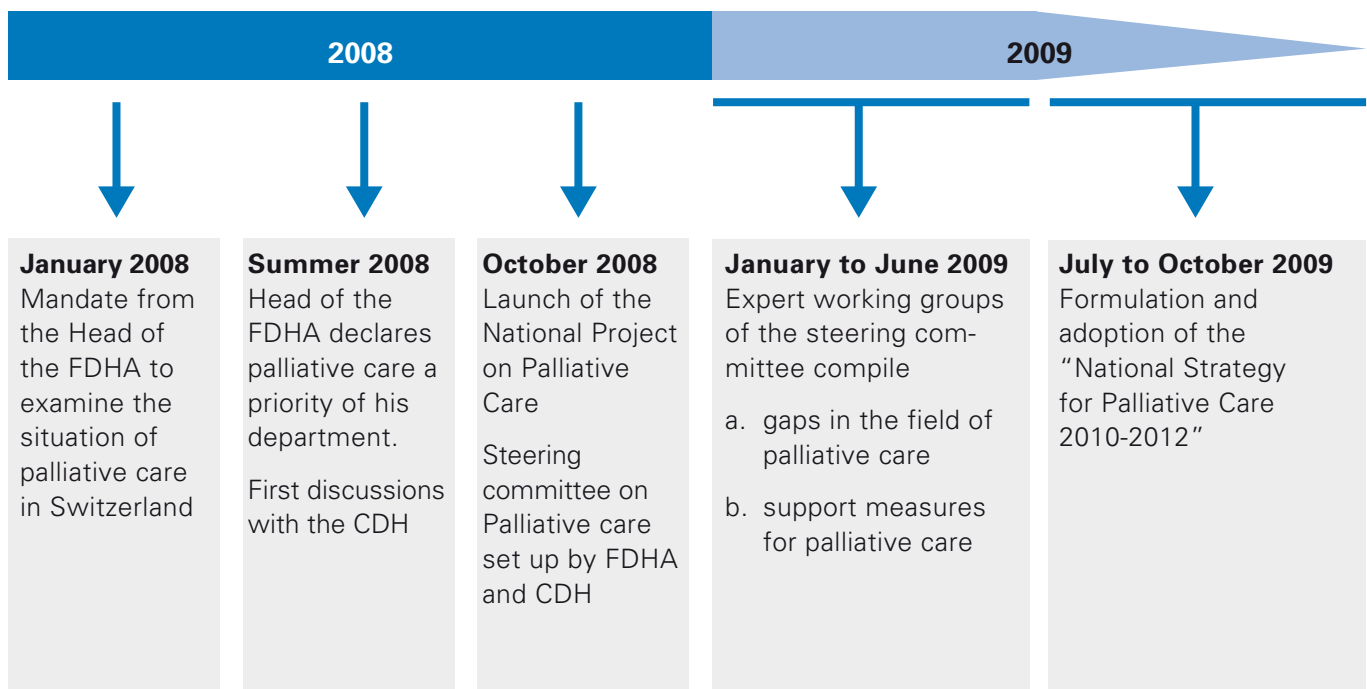 2008
2009
January 2008
Mandate from
the Head of
the FDHA to
examine the
situation of
palliative care
in Switzerland
Summer 2008
Head of the
FDHA declares
palliative care a
priority of his
department.
First discussions
with the CDH
October 2008
Launch of the
National Project
on Palliative
Care
Steering
committee on
Palliative care
set up by FDHA
and CDH
January to June 2009
Expert working groups
of the steering com-
mittee compile
a. gaps in the field of
palliative care
b. support measures
for palliative care
July to October 2009
Formulation and
adoption of the
“National Strategy
for Palliative Care
2010-2012”